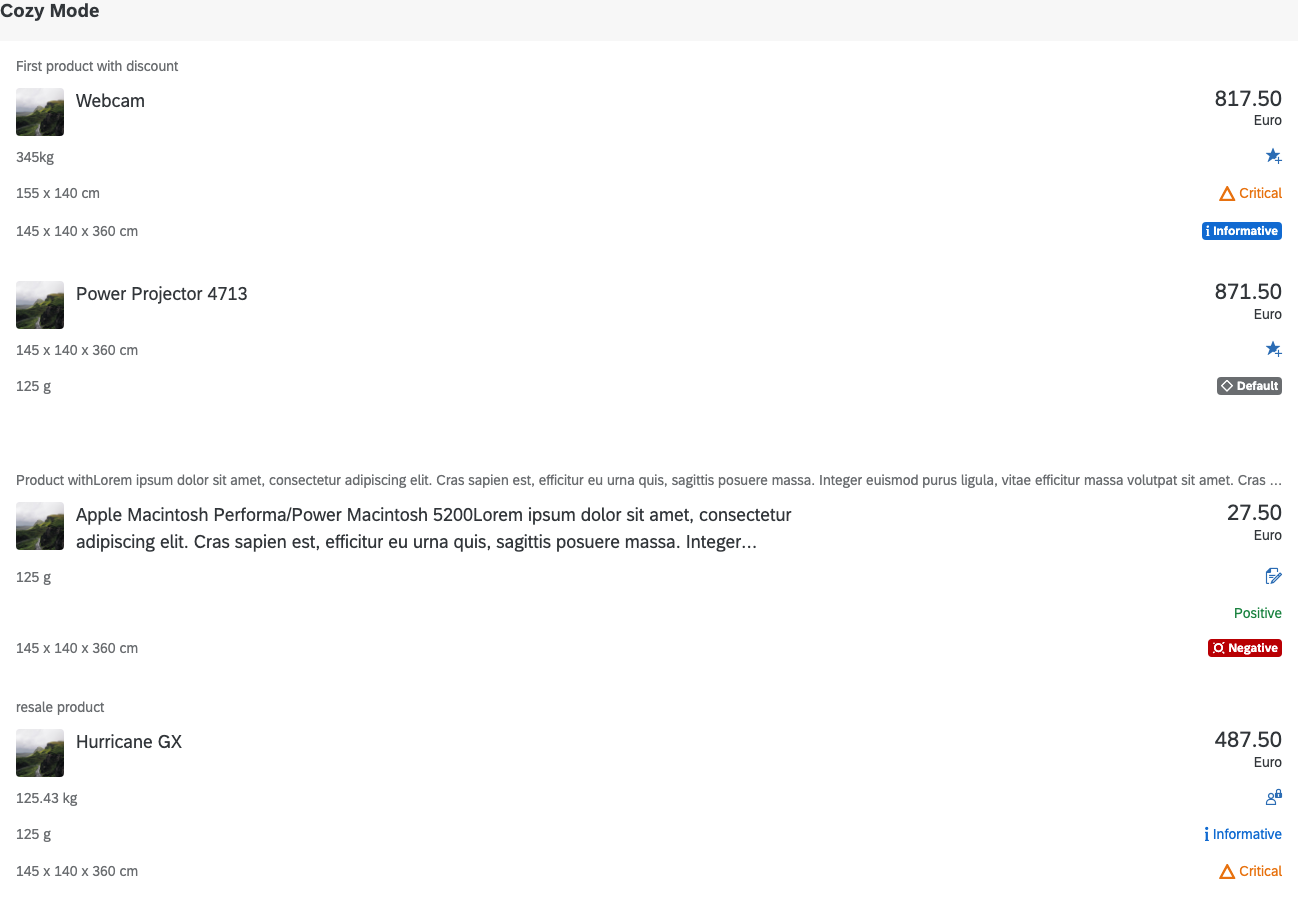 Cozy Mode
First product with discount
Webcam
817.50
Euro
345kg
155 x 140 cm
Critical
145 x 140 x 360 cm
Informative
Power Projector 4713
871.50
Euro
145 x 140 x 360 cm
125 g
Default
Product withLorem ipsum dolor sit amet, consectetur adipiscing elit. Cras sapien est, efficitur eu urna quis, sagittis posuere massa. Integer euismod purus ligula, vitae efficitur massa volutpat sit amet. Cras ...
Apple Macintosh Performa/Power Macintosh 5200Lorem ipsum dolor sit amet, consectetur
adipiscing elit. Cras sapien est, efficitur eu urna quis, sagittis posuere massa. Integer...
27.50
Euro
125 g
Positive
145 x 140 x 360 cm
Negative
resale product
Hurricane GX
487.50
Euro
125.43 kg
125 g
Informative
145 x 140 x 360 cm
Critical